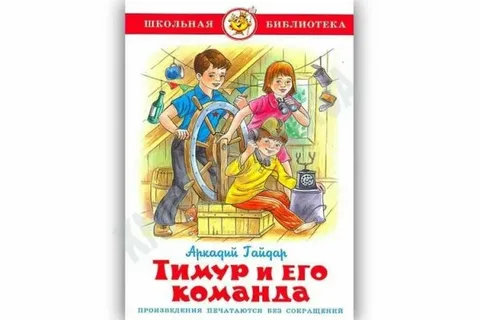 ШКОЛЬНАЯ БИБЛИОТЕКА
Аркадий Гайдар
ТИМУР И ЕГО
КОМАНДА
ПРОИЗВЕДЕНИЯ ПЕЧАТАЮТСЯ БЕЗ СОКРАЩЕНИЙ